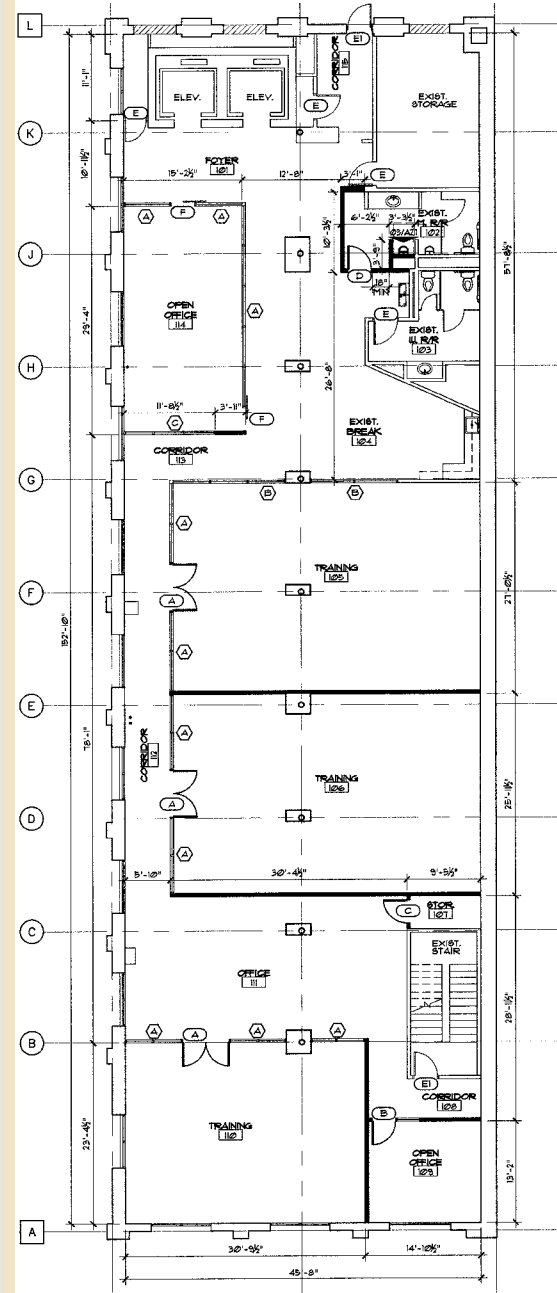 L
E1
CORRIDOR
115
ELEV.
ELEV.
EXIST.
STORAGE
11'-1"
E
E
K
FOYER
101
10'-11½"
15'-2½"
12'-8"
3'-1"
E
A
F
A
6'-2½"
3'-3½"
EXIST.
M. R/R
102
10'-3½"
3'-9"
57'-8½"
J
D
18"
MIN
OPEN
OFFICE
114
A
E
EXIST.
W. R/R
103
29'-4"
H
26'-8"
11'-8½"
3'-11"
F
C
EXIST.
BREAK
104
CORRIDOR
113
G
B
B
A
TRAINING
105
F
A
27'-0½"
152'-10"
A
E
A
78'-1"
CORRIDOR
112
TRAINING
106
A
25'-11½"
D
A
5'-10"
30'-4½"
9'-5½"
C
STOR
107
C
EXIST.
STAIR
OFFICE
111
28'-11½"
A
A
A
A
B
E1
CORRIDOR
108
B
TRAINING
110
23'-4½"
OPEN
OFFICE
109
13'-2"
A
30'-9½"
14'-10½"
45'-8"